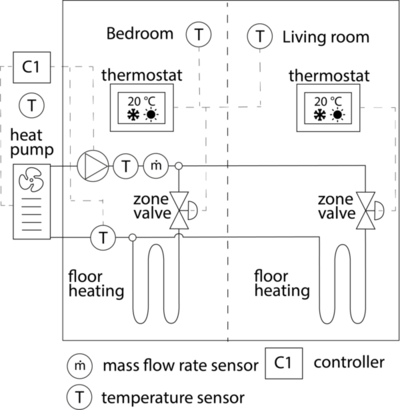 Bedroom T T Living room
C1
thermostat thermostat
T
20 °C 20 °C
heat
pump
T ṁ
zone
valve
zone
valve
T
floor
heating
floor
heating
ṁ mass flow rate sensor C1 controller
T temperature sensor